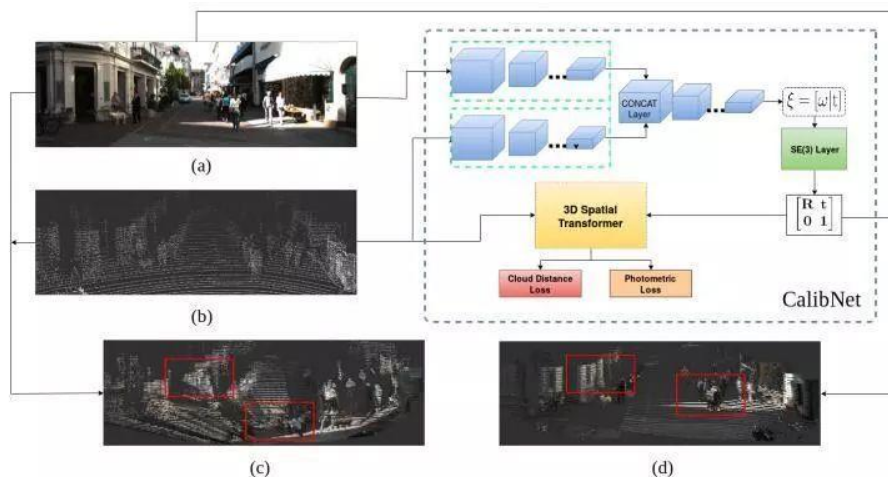 (a)
(b)
CONCAT
Layer
ξ = [ω|t]
SE(3) Layer
[R t
0 1]
3D Spatial
Transformer
Cloud Distance
Loss
Photometric
Loss
CalibNet
(c)
(d)